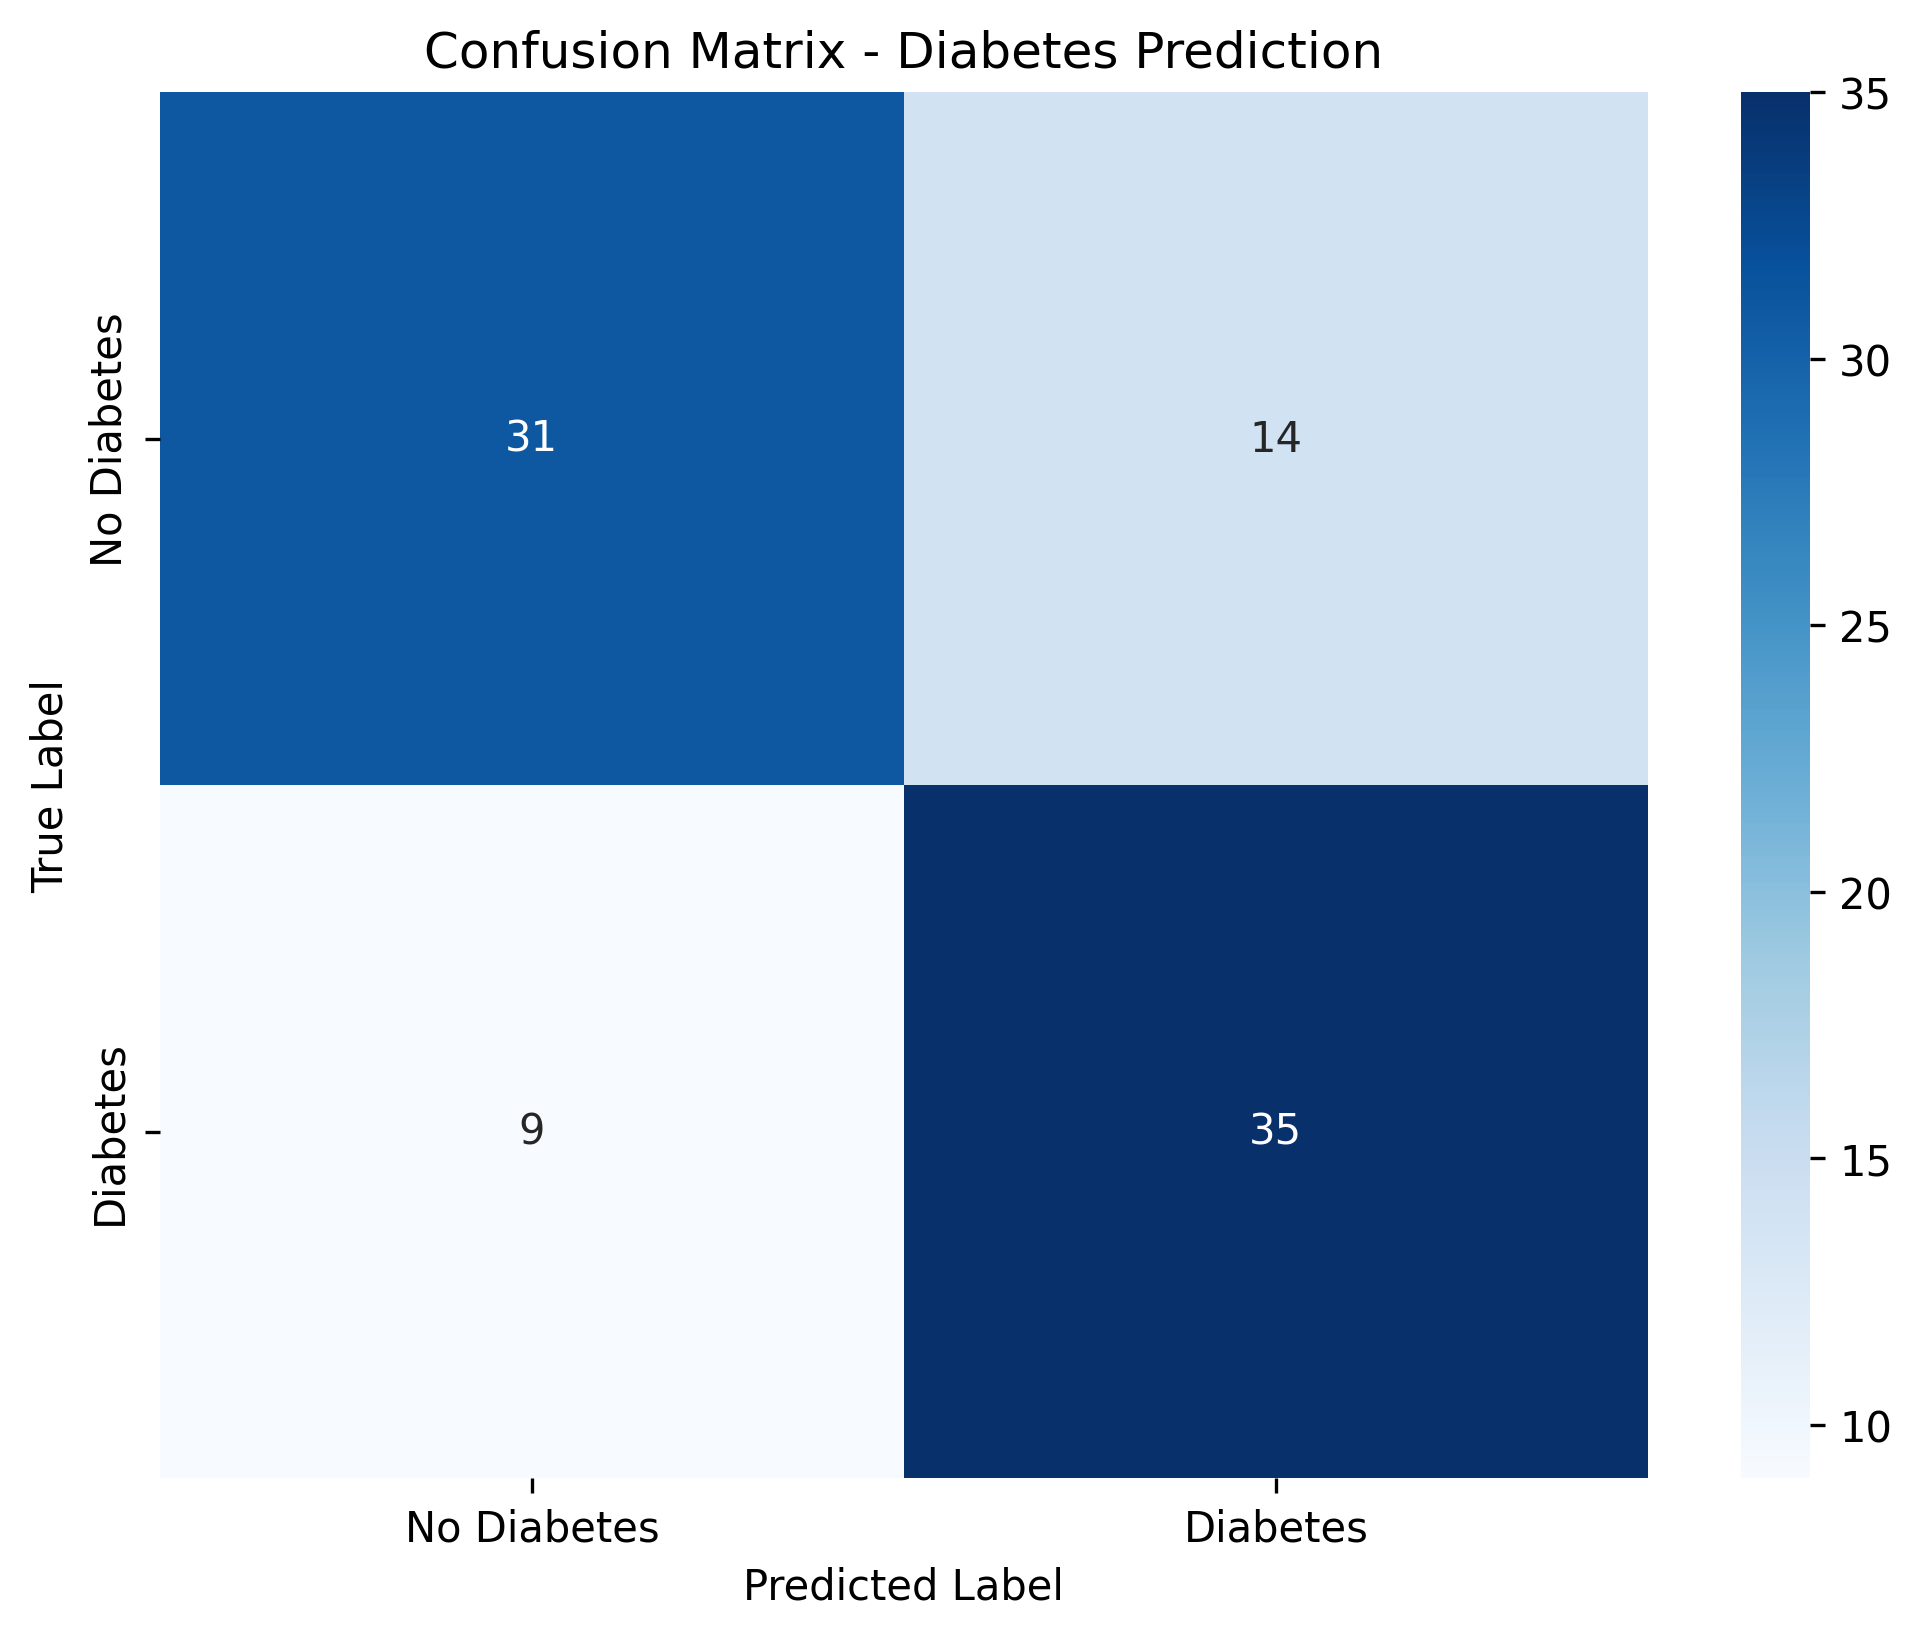 Confusion Matrix - Diabetes Prediction
35
30
25
20
15
10
True Label
No Diabetes
Diabetes
31
14
9
35
No Diabetes
Diabetes
Predicted Label